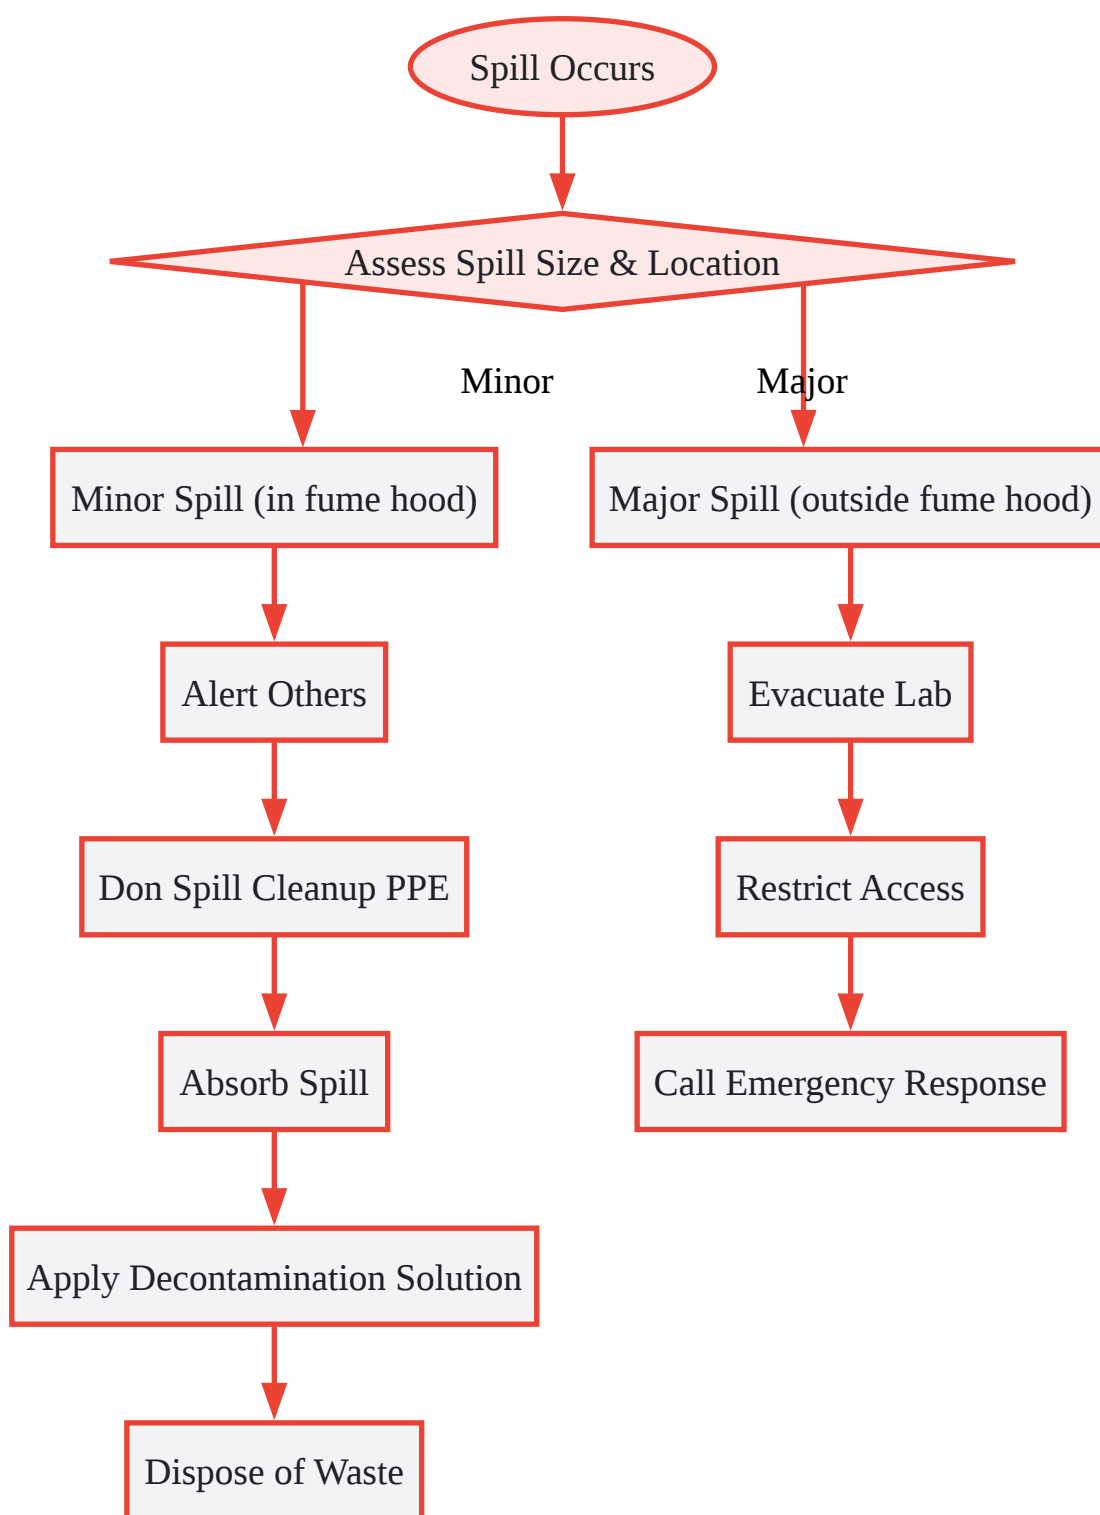 Spill Occurs
Assess Spill Size & Location
Minor
Major
Minor Spill (in fume hood)
Major Spill (outside fume hood)
Alert Others
Evacuate Lab
Don Spill Cleanup PPE
Restrict Access
Absorb Spill
Call Emergency Response
Apply Decontamination Solution
Dispose of Waste